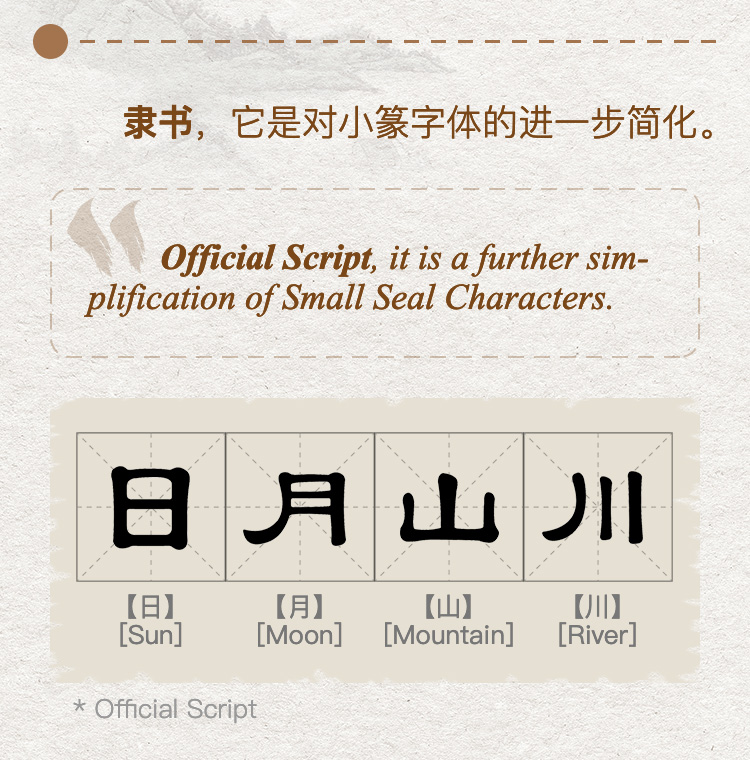 隶书，它是对小篆字体的进一步简化。
Official Script, it is a further sim-
plification of Small Seal Characters.
日 月 山 川
【日】 【月】 【山】 【川】
[Sun] [Moon] [Mountain] [River]
* Official Script